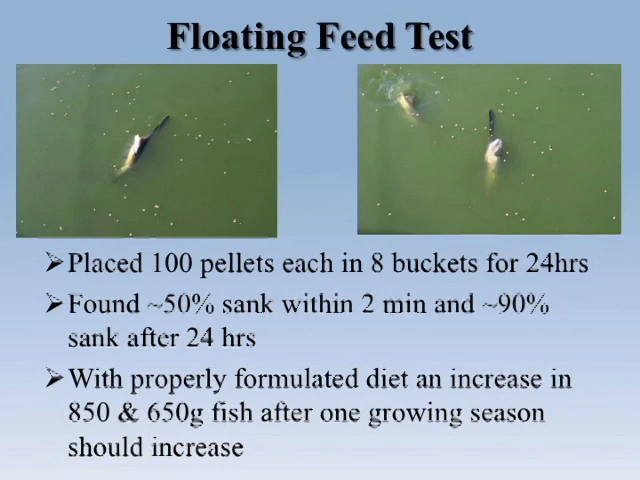 Floating Feed Test
➢Placed 100 pellets each in 8 buckets for 24hrs
➢Found ~50% sank within 2 min and ~90%
sank after 24 hrs
➢With properly formulated diet an increase in
850 & 650g fish after one growing season
should increase